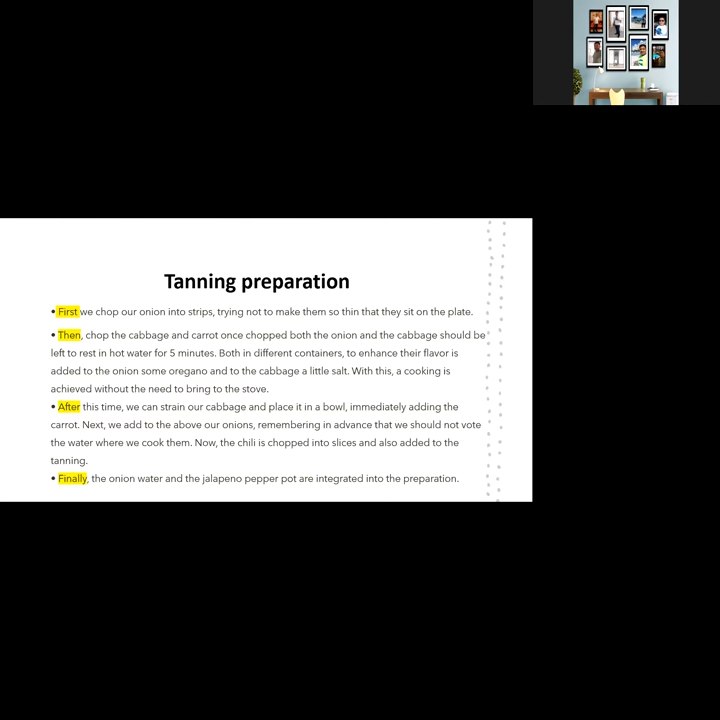 Tanning preparation
• First we chop our onion into strips, trying not to make them so thin that they sit on the plate.
• Then, chop the cabbage and carrot once chopped both the onion and the cabbage should be
left to rest in hot water for 5 minutes. Both in different containers, to enhance their flavor is
added to the onion some oregano and to the cabbage a little salt. With this, a cooking is
achieved without the need to bring to the stove.
• After this time, we can strain our cabbage and place it in a bowl, immediately adding the
carrot. Next, we add to the above our onions, remembering in advance that we should not vote
the water where we cook them. Now, the chili is chopped into slices and also added to the
tanning.
• Finally, the onion water and the jalapeno pepper pot are integrated into the preparation.